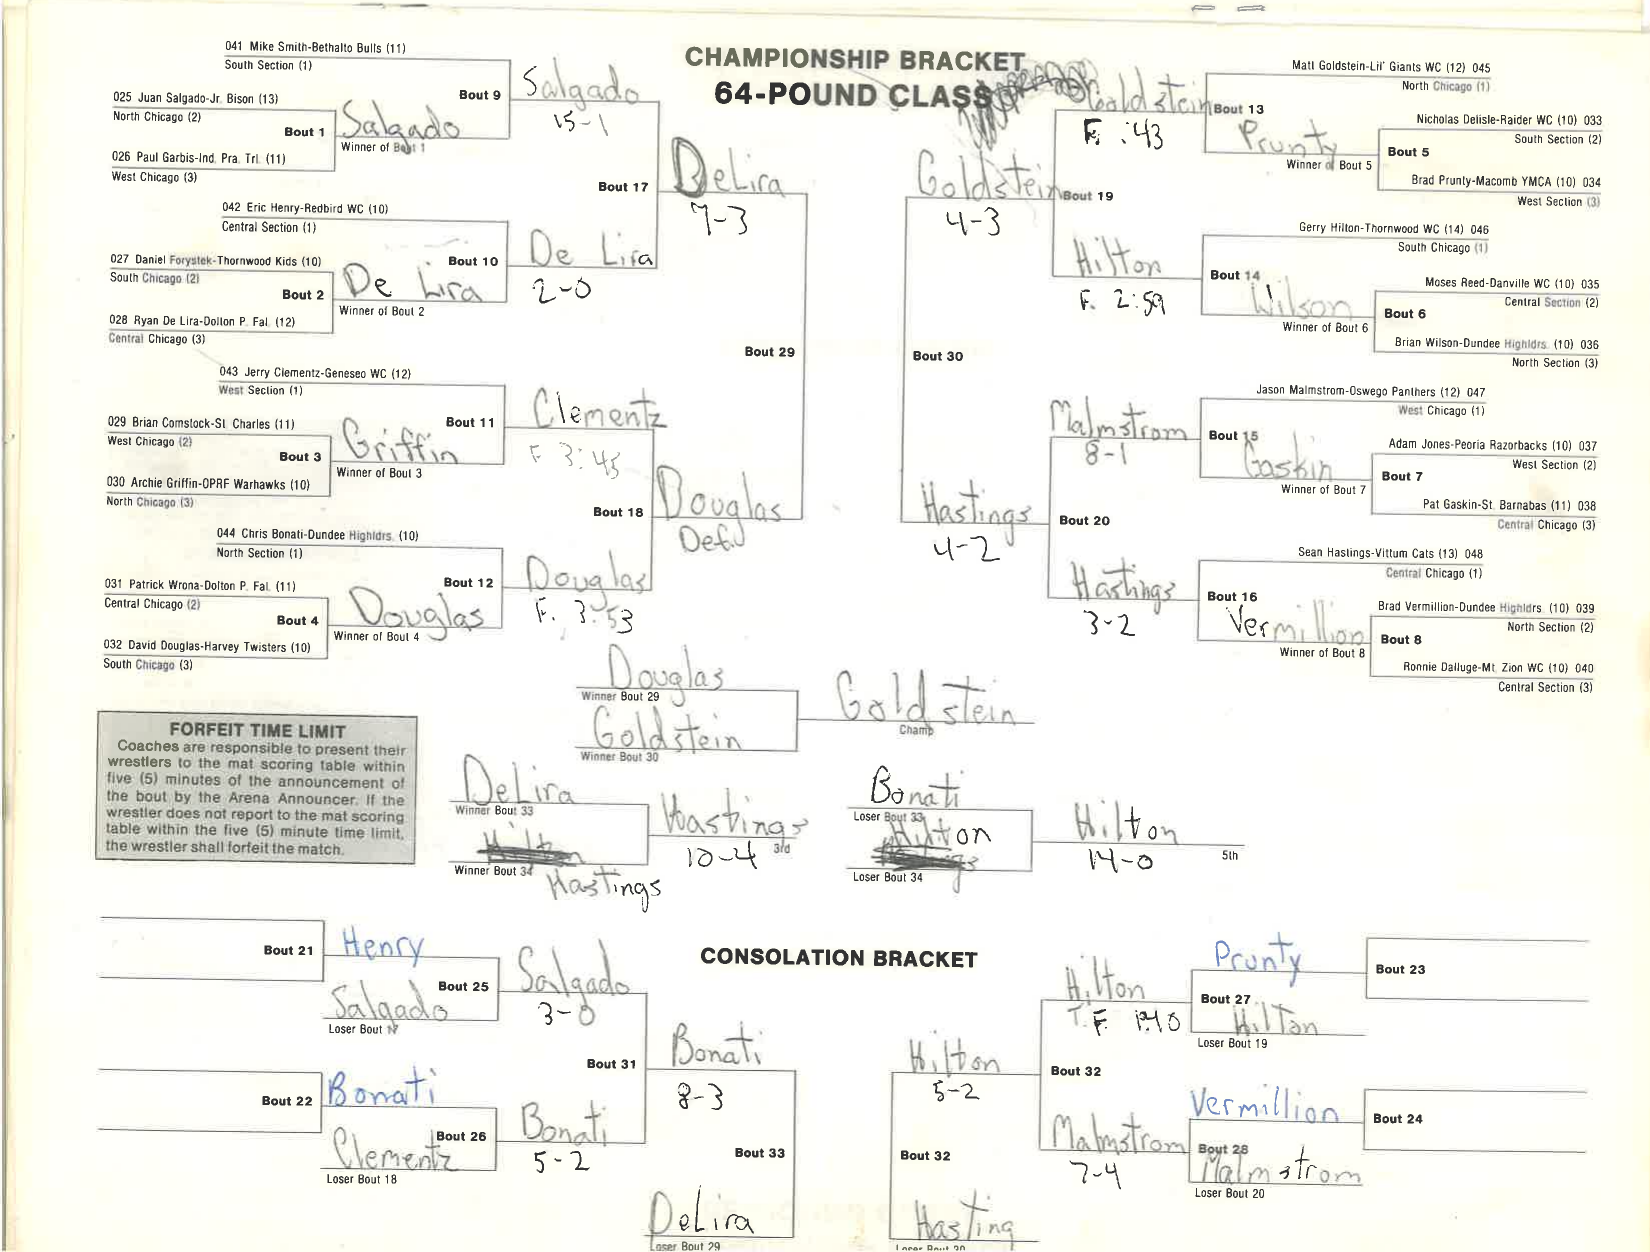 CHAMPIONSHIP BRACKET
64-POUND CLASS
041 Mike Smith-Bethalto Bulls (11)
South Section (1)
Bout 9
Salgado
15-1
025 Juan Salgado-Jr. Bison (13)
North Chicago (2)
Bout 1
Salgado
Winner of Bout 1
026 Paul Garbis-Ind. Pra. Trl. (11)
West Chicago (3)
Bout 17
DeLira
7-3
042 Eric Henry-Redbird WC (10)
Central Section (1)
Bout 10
De Lira
2-0
027 Daniel Forystek-Thornwood Kids (10)
South Chicago (2)
Bout 2
De Lira
Winner of Bout 2
028 Ryan De Lira-Dolton P. Fal. (12)
Central Chicago (3)
Bout 29
043 Jerry Clementz-Geneseo WC (12)
West Section (1)
Bout 11
Clementz
F 3:45
029 Brian Comstock-St. Charles (11)
West Chicago (2)
Bout 3
Griffin
Winner of Bout 3
030 Archie Griffin-OPRF Warhawks (10)
North Chicago (3)
Bout 18
Douglas
Def.
044 Chris Bonati-Dundee Highldrs. (10)
North Section (1)
Bout 12
Douglas
F. 3:53
031 Patrick Wrona-Dolton P. Fal. (11)
Central Chicago (2)
Bout 4
Douglas
Winner of Bout 4
032 David Douglas-Harvey Twisters (10)
South Chicago (3)
Matt Goldstein-Lil' Giants WC (12) 045
North Chicago (1)
Goldstein
Bout 13
F. :43
Nicholas Delisle-Raider WC (10) 033
South Section (2)
Prunty
Bout 5
Winner of Bout 5
Brad Prunty-Macomb YMCA (10) 034
West Section (3)
Goldstein
Bout 19
4-3
Gerry Hilton-Thornwood WC (14) 046
South Chicago (1)
Hilton
Bout 14
F. 2:59
Moses Reed-Danville WC (10) 035
Central Section (2)
Wilson
Bout 6
Winner of Bout 6
Brian Wilson-Dundee Highldrs. (10) 036
North Section (3)
Bout 30
Jason Malmstrom-Oswego Panthers (12) 047
West Chicago (1)
Malmstrom
Bout 15
8-1
Adam Jones-Peoria Razorbacks (10) 037
West Section (2)
Gaskin
Bout 7
Winner of Bout 7
Pat Gaskin-St. Barnabas (11) 038
Central Chicago (3)
Hastings
Bout 20
4-2
Sean Hastings-Vittum Cats (13) 048
Central Chicago (1)
Hastings
Bout 16
3-2
Brad Vermillion-Dundee Highldrs. (10) 039
North Section (2)
Vermillion
Bout 8
Winner of Bout 8
Ronnie Dalluge-Mt. Zion WC (10) 040
Central Section (3)
Douglas
Winner Bout 29
Goldstein
Winner Bout 30
Goldstein
Champ
FORFEIT TIME LIMIT
Coaches are responsible to present their
wrestlers to the mat scoring table within
five (5) minutes of the announcement of
the bout by the Arena Announcer. If the
wrestler does not report to the mat scoring
table within the five (5) minute time limit,
the wrestler shall forfeit the match.
DeLira
Winner Bout 33
Hilton
Winner Bout 34
Hastings
Hastings
3rd
10-4
Bonati
Loser Bout 33
Hilton
Loser Bout 34
Hilton
5th
14-0
CONSOLATION BRACKET
Bout 21
Henry
Bout 25
Salgado
Loser Bout 17
Salgado
3-0
Bout 31
Bonati
8-3
Bout 22
Bonati
Bout 26
Clementz
Loser Bout 18
Bonati
5-2
Bout 33
DeLira
Loser Bout 29
Prunty
Bout 23
Bout 27
Hilton
Loser Bout 19
Hilton
T. F. 1:40
Hilton
Bout 32
5-2
Vermillion
Bout 24
Bout 28
Malmstrom
Loser Bout 20
Malmstrom
7-4
Bout 32
Hasting
Loser Bout 30